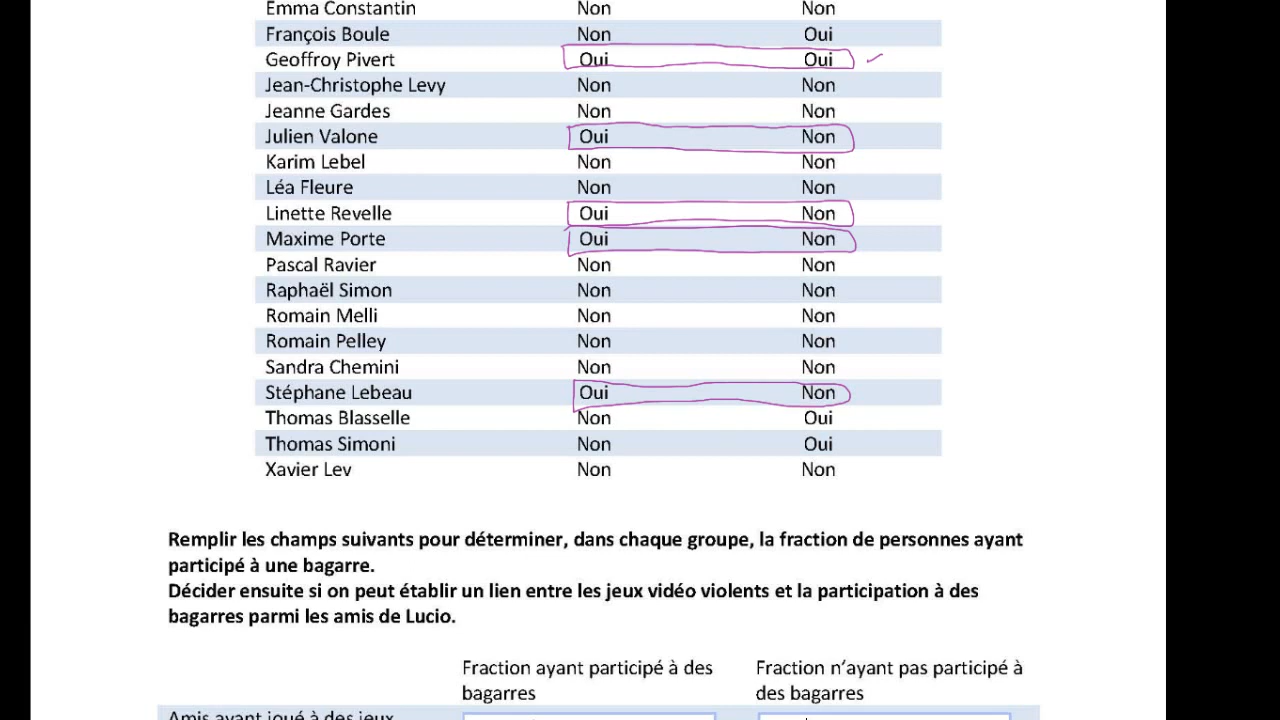 Emma Constantin Non Non
François Boule Non Oui
Geoffroy Pivert Oui Oui
Jean-Christophe Levy Non Non
Jeanne Gardes Non Non
Julien Valone Oui Non
Karim Lebel Non Non
Léa Fleure Non Non
Linette Revelle Oui Non
Maxime Porte Oui Non
Pascal Ravier Non Non
Raphaël Simon Non Non
Romain Melli Non Non
Romain Pelley Non Non
Sandra Chemini Non Non
Stéphane Lebeau Oui Non
Thomas Blasselle Non Oui
Thomas Simoni Non Oui
Xavier Lev Non Non
Remplir les champs suivants pour déterminer, dans chaque groupe, la fraction de personnes ayant
participé à une bagarre.
Décider ensuite si on peut établir un lien entre les jeux vidéo violents et la participation à des
bagarres parmi les amis de Lucio.
Fraction ayant participé à des
bagarres
Fraction n’ayant pas participé à
des bagarres
Amis ayant joué à des jeux